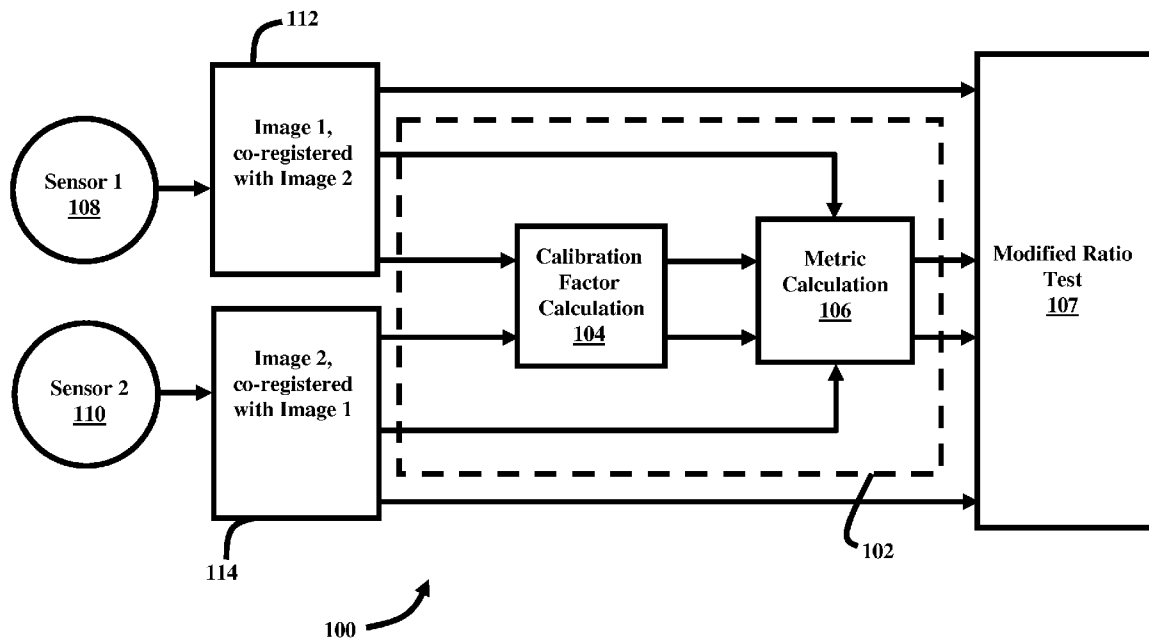 112
Image 1,
co-registered
with Image 2
Sensor 1
108
Calibration
Factor
Calculation
104
Metric
Calculation
106
Modified Ratio
Test
107
Image 2,
co-registered
with Image 1
Sensor 2
110
114
102
100